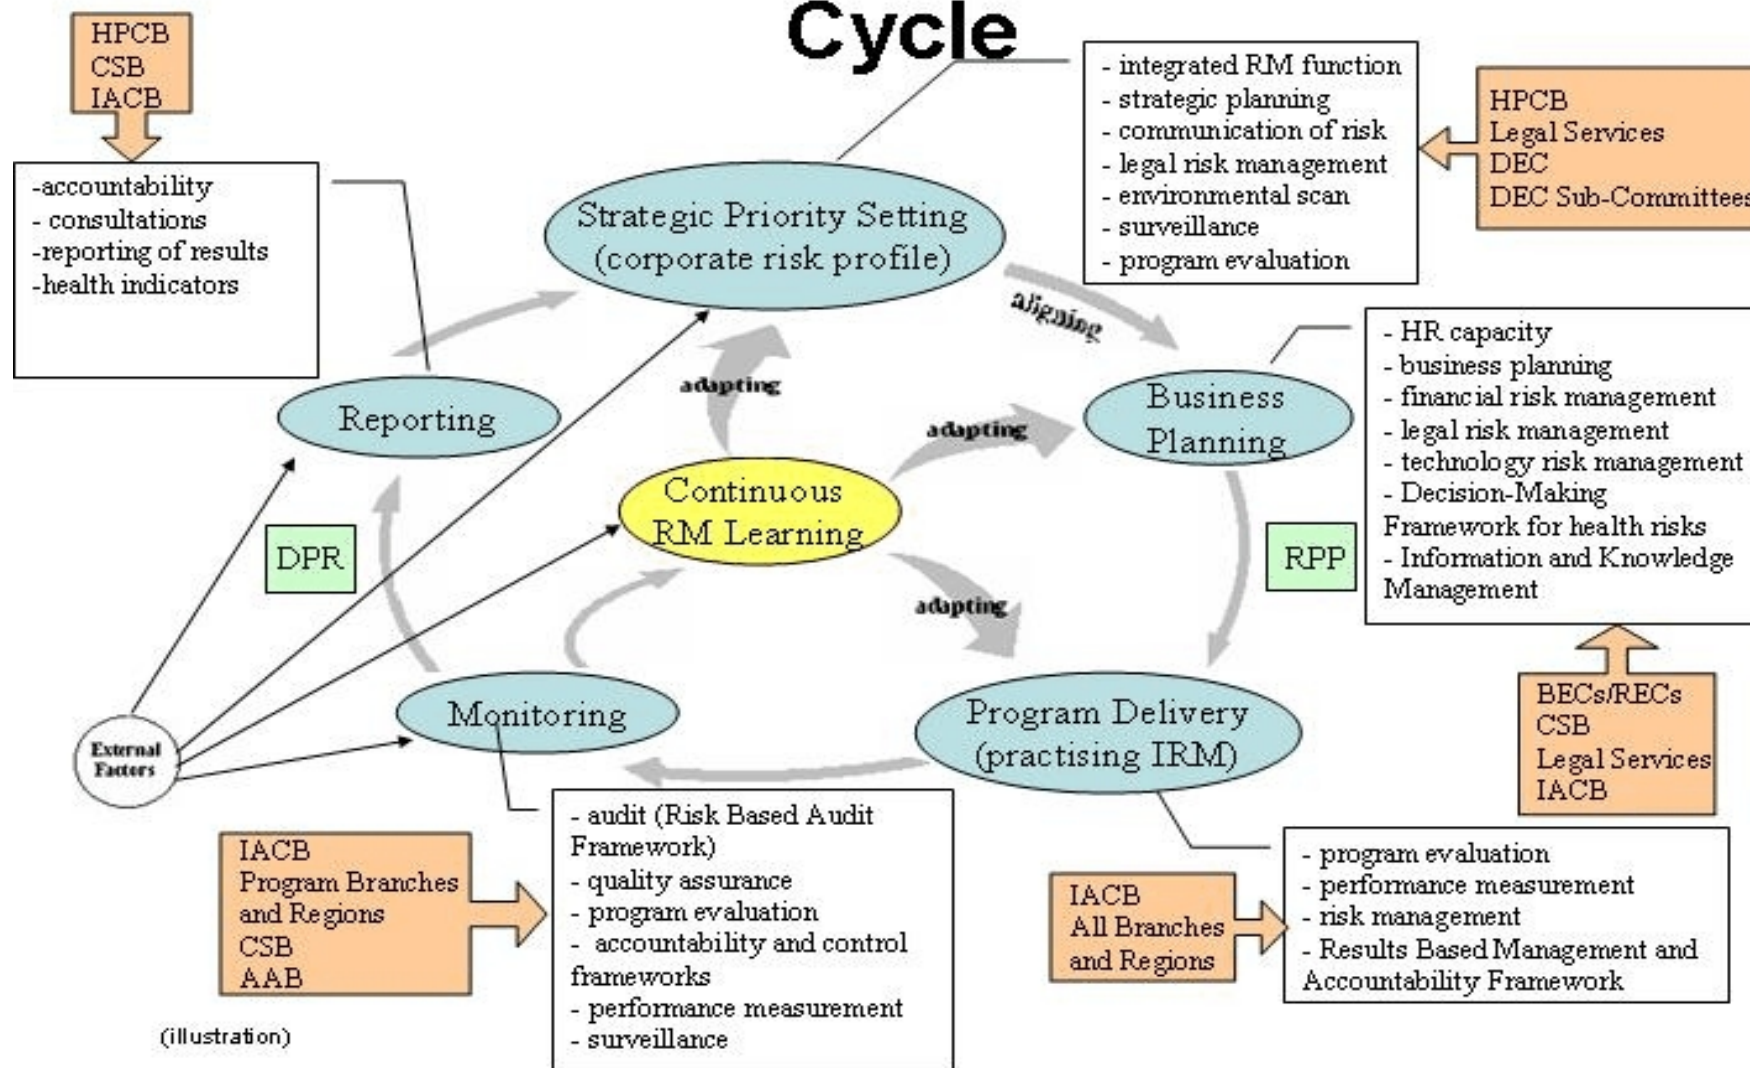 Cycle
HPCB
CSB
IACB
-accountability
- consultations
-reporting of results
-health indicators
- integrated RM function
- strategic planning
- communication of risk
- legal risk management
- environmental scan
- surveillance
- program evaluation
HPCB
Legal Services
DEC
DEC Sub-Committees
Strategic Priority Setting
(corporate risk profile)
aligning
adapting
Reporting
adapting
Business
Planning
- HR capacity
- business planning
- financial risk management
- legal risk management
- technology risk management
- Decision-Making
Framework for health risks
- Information and Knowledge
Management
Continuous
RM Learning
DPR
RPP
adapting
Monitoring
Program Delivery
(practising IRM)
External
Factors
BECs/RECs
CSB
Legal Services
IACB
- audit (Risk Based Audit
Framework)
- quality assurance
- program evaluation
-  accountability and control
frameworks
- performance measurement
- surveillance
IACB
Program Branches
and Regions
CSB
AAB
IACB
All Branches
and Regions
- program evaluation
- performance measurement
- risk management
- Results Based Management and
Accountability Framework
(illustration)